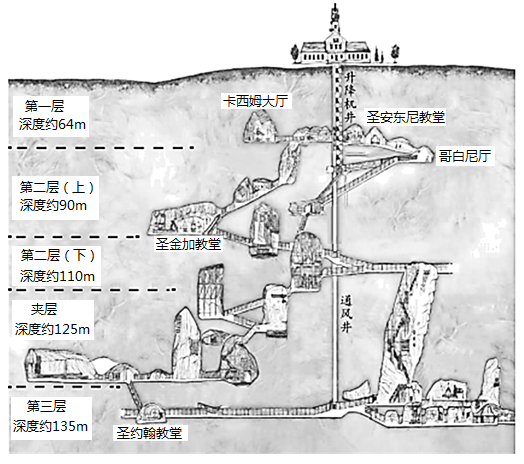 升降机井
第一层
深度约64m
卡西姆大厅
圣安东尼教堂
哥白尼厅
第二层（上）
深度约90m
圣金加教堂
第二层（下）
深度约110m
通风井
夹层
深度约125m
第三层
深度约135m
圣约翰教堂